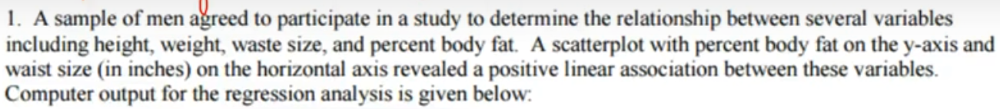 1. A sample of men agreed to participate in a study to determine the relationship between several variables
including height, weight, waste size, and percent body fat. A scatterplot with percent body fat on the y-axis and
waist size (in inches) on the horizontal axis revealed a positive linear association between these variables.
Computer output for the regression analysis is given below: